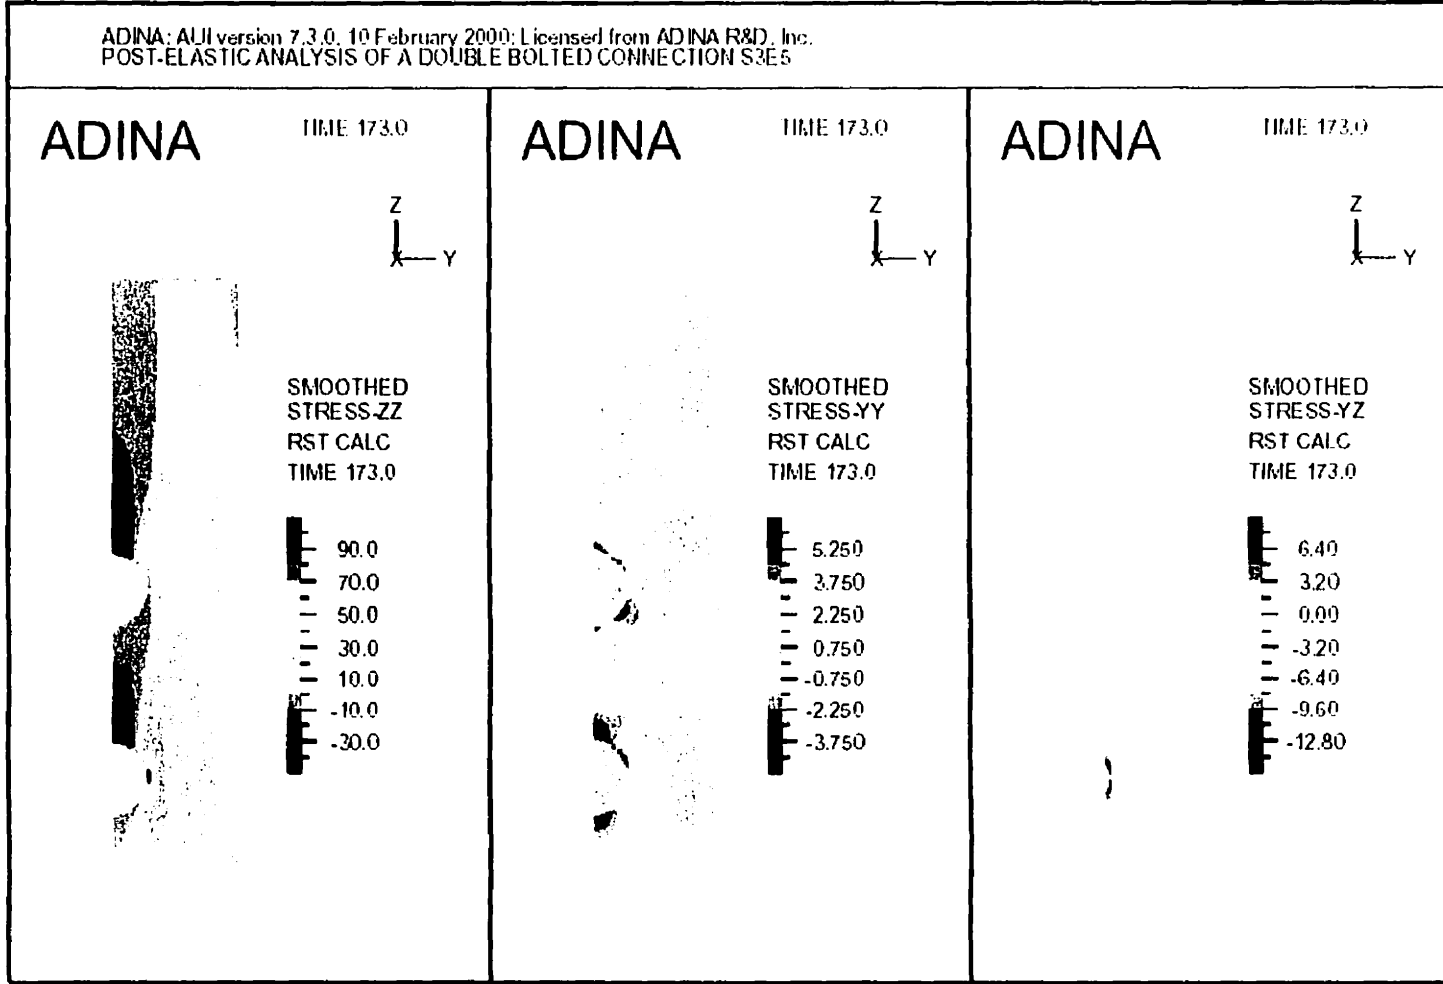 ADINA: AUI version 7.3.0, 10 February 2000: Licensed from ADINA R&D, Inc.
POST-ELASTIC ANALYSIS OF A DOUBLE BOLTED CONNECTION S3E5
ADINA
TIME 173.0
Z
X
Y
SMOOTHED
STRESS-ZZ
RST CALC
TIME 173.0
90.0
70.0
50.0
30.0
10.0
-10.0
-30.0
ADINA
TIME 173.0
Z
X
Y
SMOOTHED
STRESS-YY
RST CALC
TIME 173.0
5.250
3.750
2.250
0.750
-0.750
-2.250
-3.750
ADINA
TIME 173.0
Z
X
Y
SMOOTHED
STRESS-YZ
RST CALC
TIME 173.0
6.40
3.20
0.00
-3.20
-6.40
-9.60
-12.80